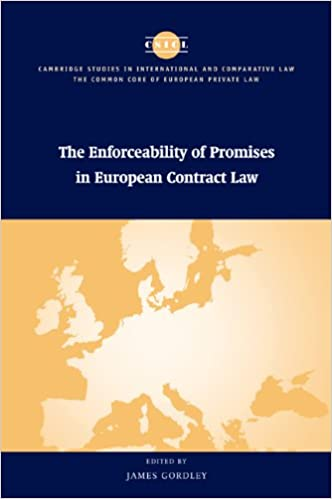 CSICL
CAMBRIDGE STUDIES IN INTERNATIONAL AND COMPARATIVE LAW
THE COMMON CORE OF EUROPEAN PRIVATE LAW
The Enforceability of Promises
in European Contract Law
EDITED BY
JAMES GORDLEY